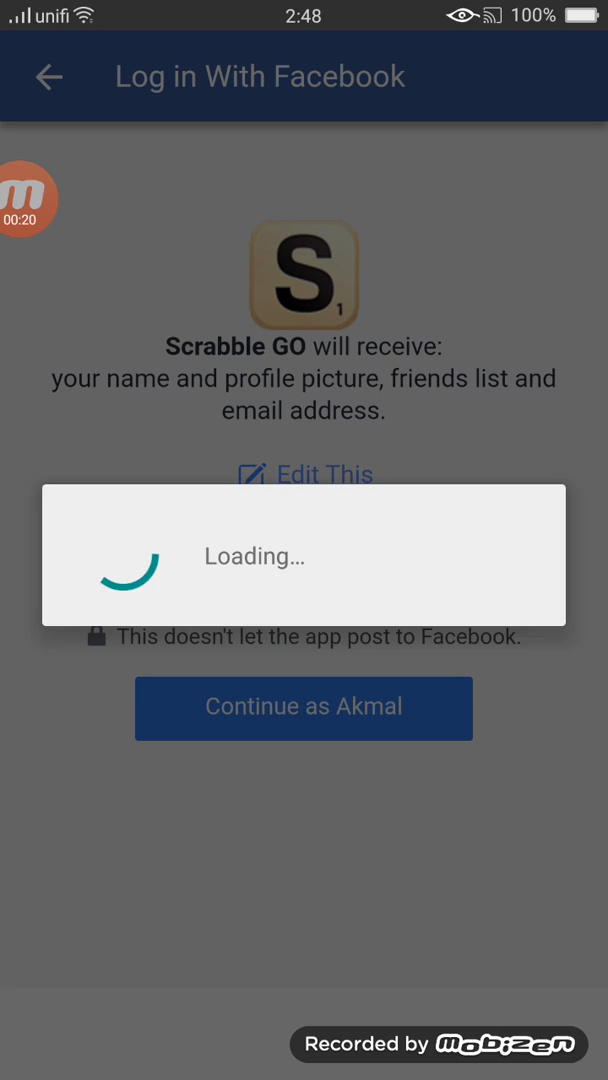 unifi 2:48 100%
Log in With Facebook
m
00:20
S
1
Scrabble GO will receive:
your name and profile picture, friends list and
email address.
Edit This
Loading...
This doesn't let the app post to Facebook.
Continue as Akmal
Recorded by mobizen